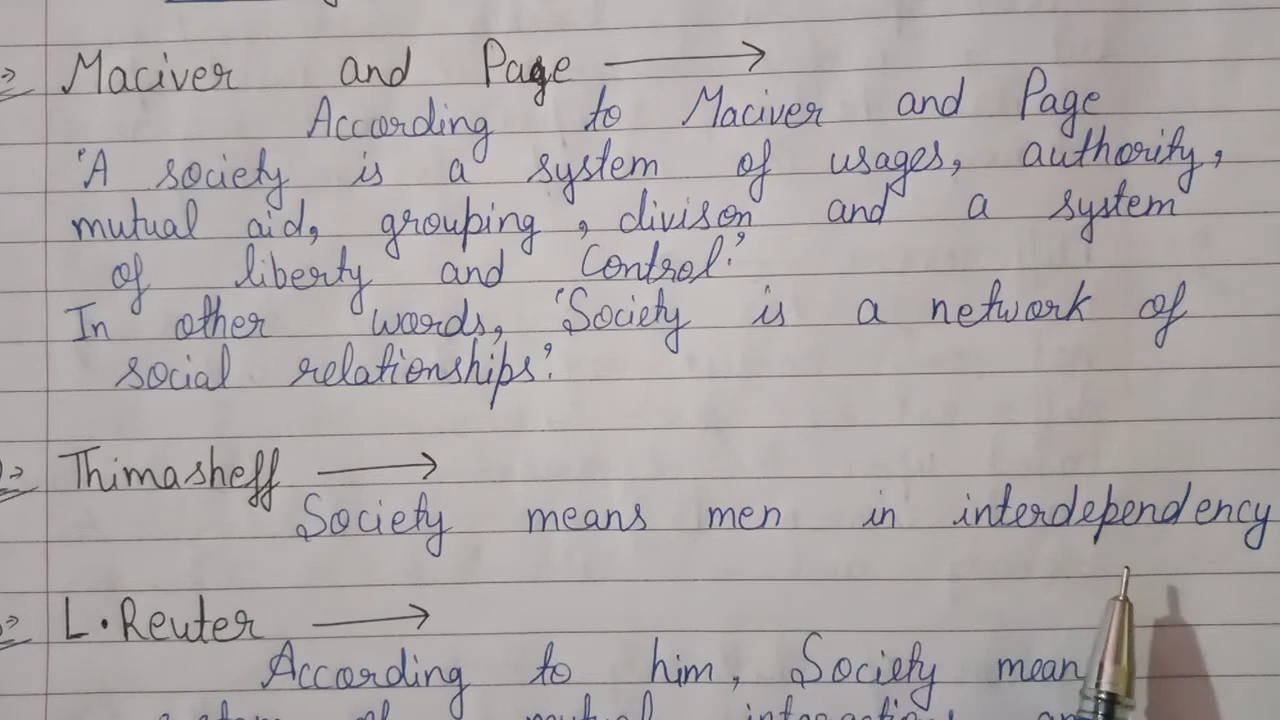 Maciver and Page →
According to Maciver and Page
'A society is a system of usages, authority,
mutual aid, grouping, divison and a system
of liberty and Control.'
In other words, 'Society is a network of
social relationships.'
Thimasheff →
Society means men in interdependency
L. Reuter →
According to him, Society mean
of mutual